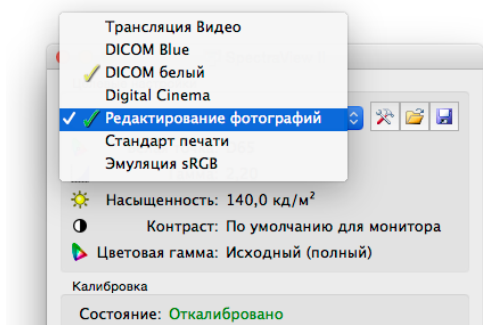 Трансляция Видео
DICOM Blue
DICOM белый
Digital Cinema
Редактирование фотографий
Стандарт печати
Эмуляция sRGB
Насыщенность: 140,0 кд/м²
Контраст: По умолчанию для монитора
Цветовая гамма: Исходный (полный)
Калибровка
Состояние: Откалибровано